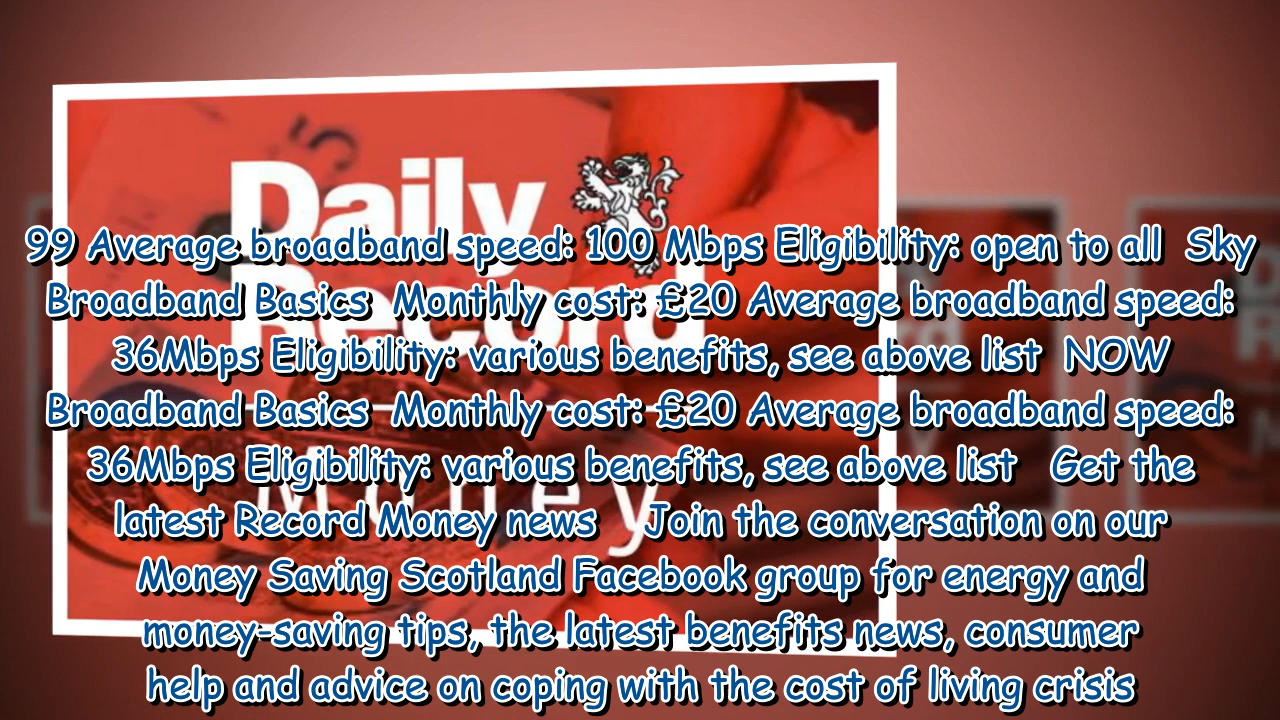 Daily
Record
Money
99 Average broadband speed: 100 Mbps Eligibility: open to all Sky
Broadband Basics Monthly cost: £20 Average broadband speed:
36Mbps Eligibility: various benefits, see above list NOW
Broadband Basics Monthly cost: £20 Average broadband speed:
36Mbps Eligibility: various benefits, see above list Get the
latest Record Money news Join the conversation on our
Money Saving Scotland Facebook group for energy and
money-saving tips, the latest benefits news, consumer
help and advice on coping with the cost of living crisis